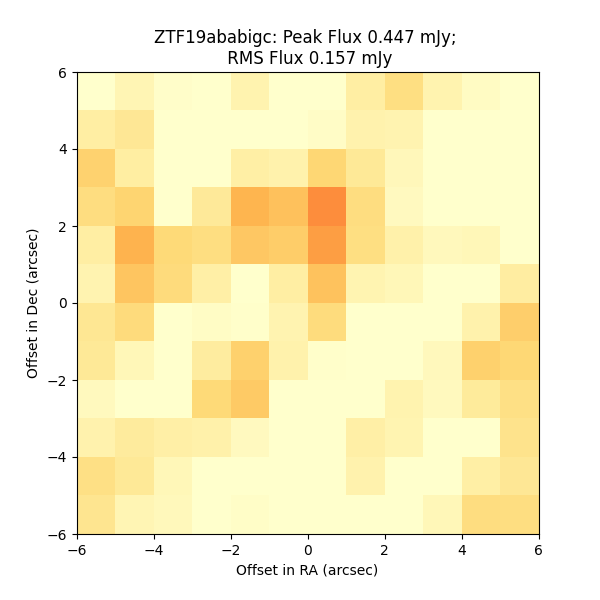 ZTF19ababigc: Peak Flux 0.447 mJy;
RMS Flux 0.157 mJy
6
4
2
0
−2
−4
−6
Offset in Dec (arcsec)
−6 −4 −2 0 2 4 6
Offset in RA (arcsec)